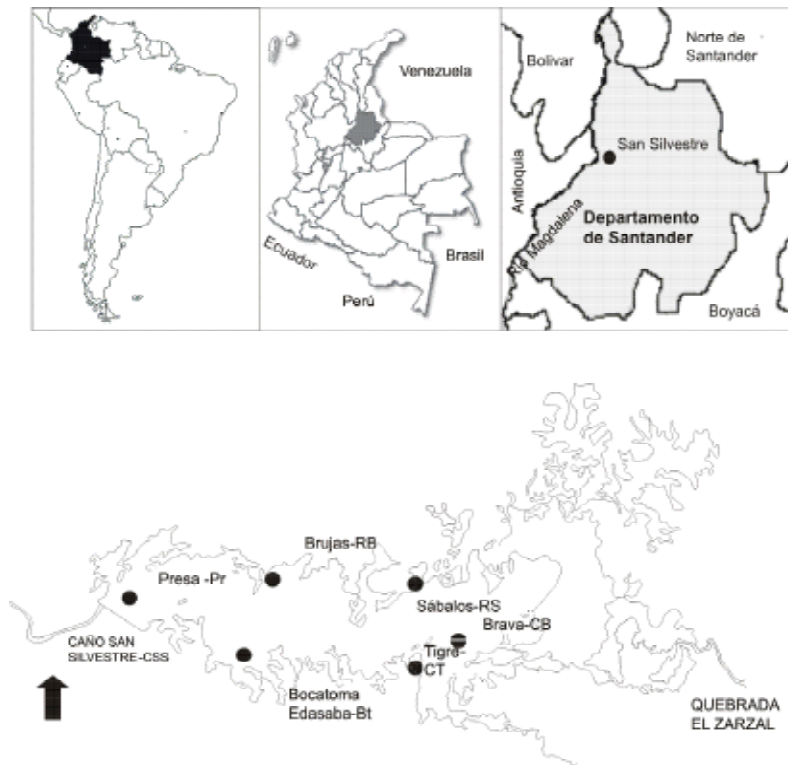 Venezuela
Ecuador
Perú
Brasil
Bolivar
Norte de
Santander
Antioquia
San Silvestre
Río Magdalena
Departamento
de Santander
Boyacá
Brujas-RB
Presa -Pr
Sábalos-RS
Brava-CB
CAÑO SAN
SILVESTRE-CSS
Tigre-
CT
Bocatoma
Edasaba-Bt
QUEBRADA
EL ZARZAL